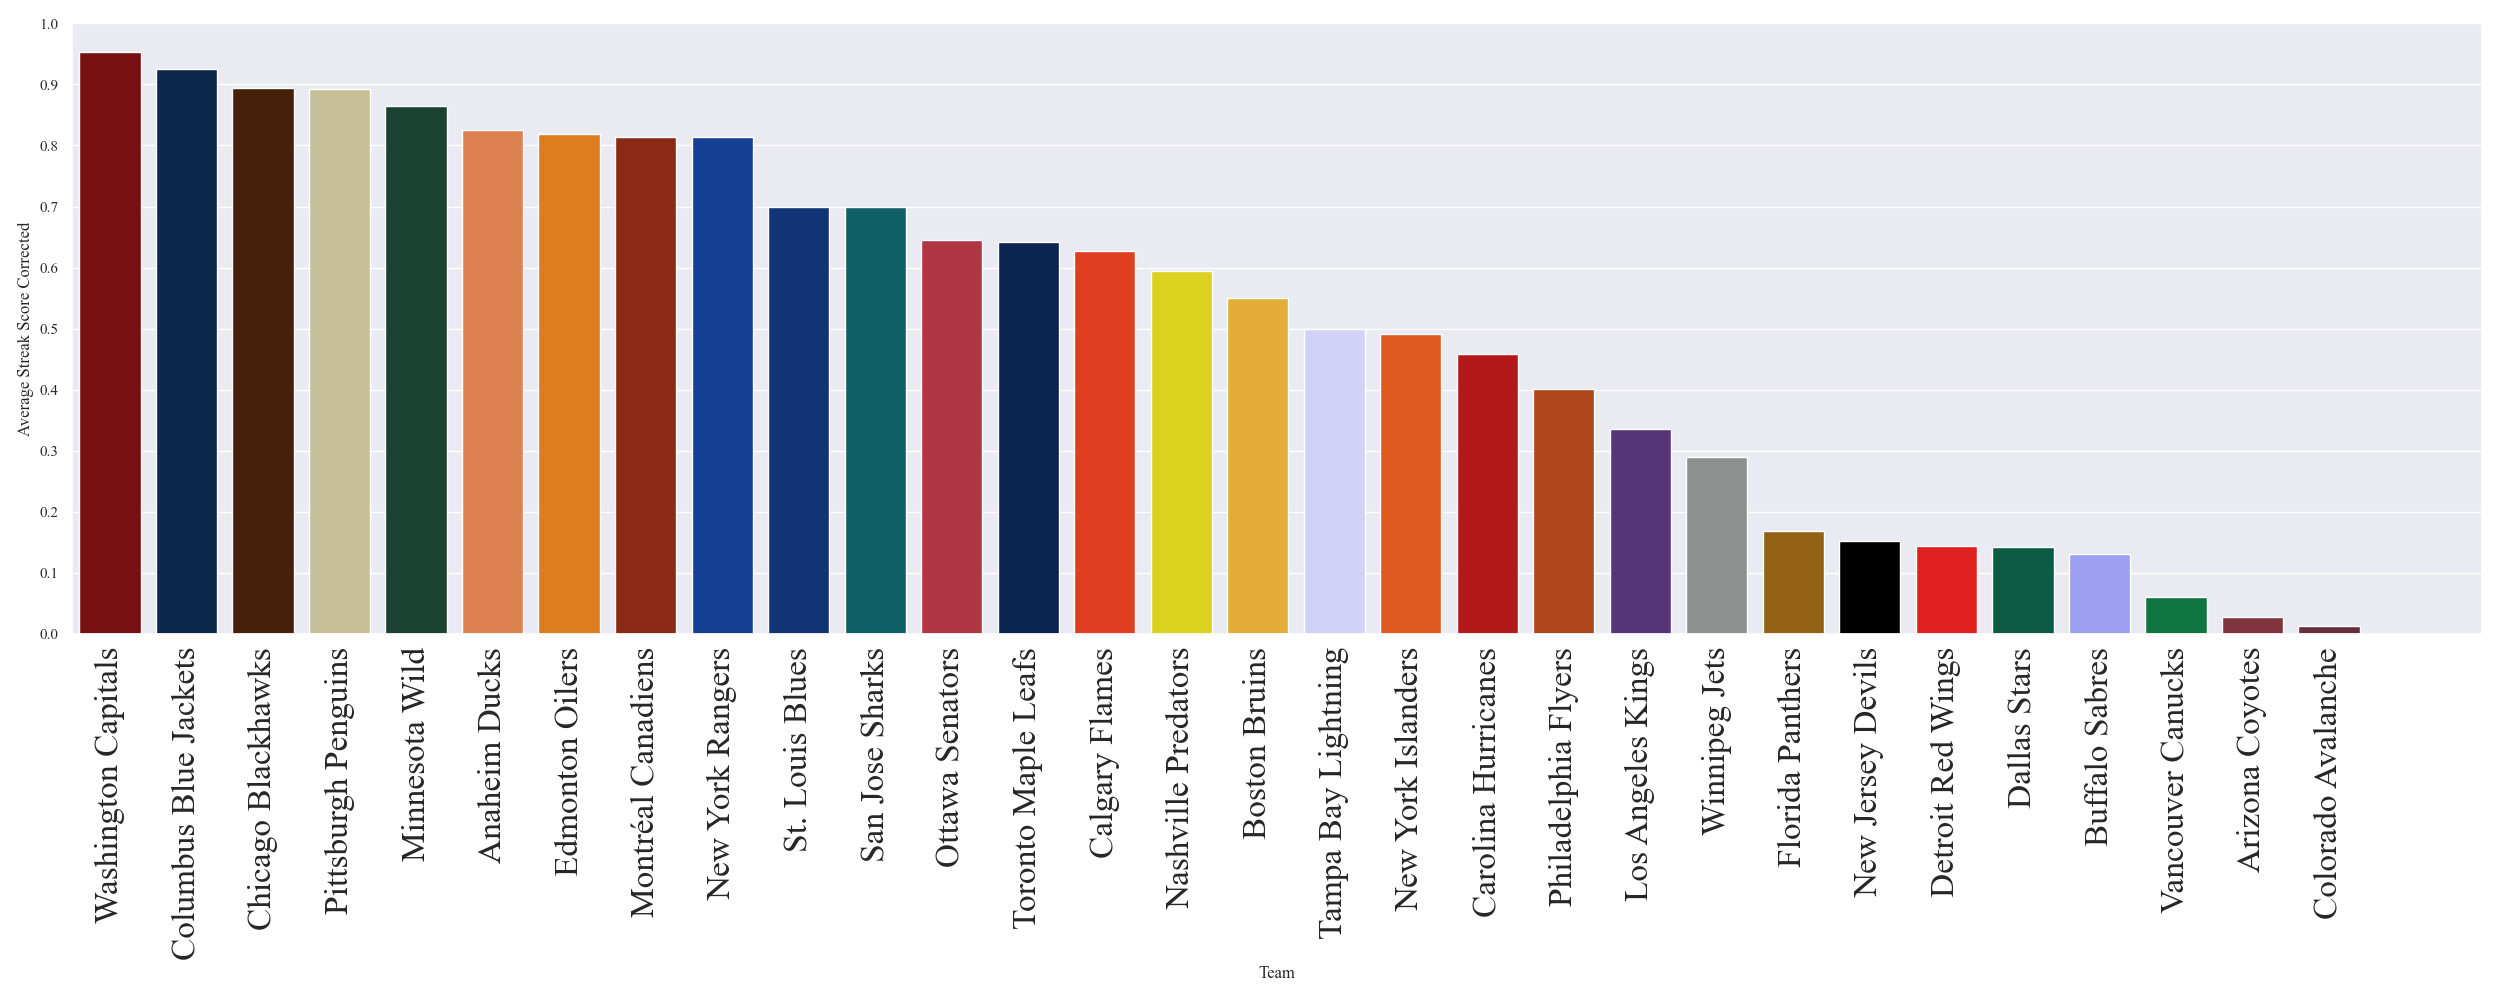 1.0
0.9
0.8
0.7
0.6
0.5
0.4
0.3
0.2
0.1
0.0
Average Streak Score Corrected
Washington Capitals
Columbus Blue Jackets
Chicago Blackhawks
Pittsburgh Penguins
Minnesota Wild
Anaheim Ducks
Edmonton Oilers
Montréal Canadiens
New York Rangers
St. Louis Blues
San Jose Sharks
Ottawa Senators
Toronto Maple Leafs
Calgary Flames
Nashville Predators
Boston Bruins
Tampa Bay Lightning
New York Islanders
Carolina Hurricanes
Philadelphia Flyers
Los Angeles Kings
Winnipeg Jets
Florida Panthers
New Jersey Devils
Detroit Red Wings
Dallas Stars
Buffalo Sabres
Vancouver Canucks
Arizona Coyotes
Colorado Avalanche
Team